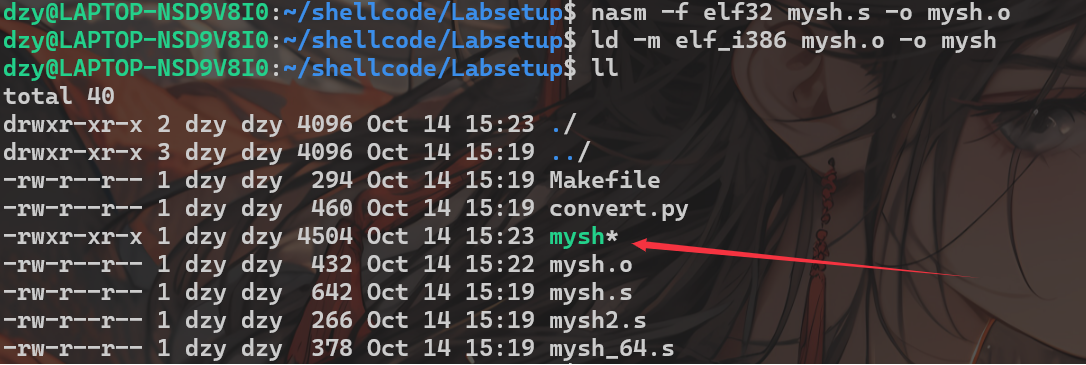 dzy@LAPTOP-NSD9V8I0:~/shellcode/Labsetup$ nasm -f elf32 mysh.s -o mysh.o
dzy@LAPTOP-NSD9V8I0:~/shellcode/Labsetup$ ld -m elf_i386 mysh.o -o mysh
dzy@LAPTOP-NSD9V8I0:~/shellcode/Labsetup$ ll
total 40
drwxr-xr-x 2 dzy dzy 4096 Oct 14 15:23 ./
drwxr-xr-x 3 dzy dzy 4096 Oct 14 15:19 ../
-rw-r--r-- 1 dzy dzy  294 Oct 14 15:19 Makefile
-rw-r--r-- 1 dzy dzy  460 Oct 14 15:19 convert.py
-rwxr-xr-x 1 dzy dzy 4504 Oct 14 15:23 mysh*
-rw-r--r-- 1 dzy dzy  432 Oct 14 15:22 mysh.o
-rw-r--r-- 1 dzy dzy  642 Oct 14 15:19 mysh.s
-rw-r--r-- 1 dzy dzy  266 Oct 14 15:19 mysh2.s
-rw-r--r-- 1 dzy dzy  378 Oct 14 15:19 mysh_64.s